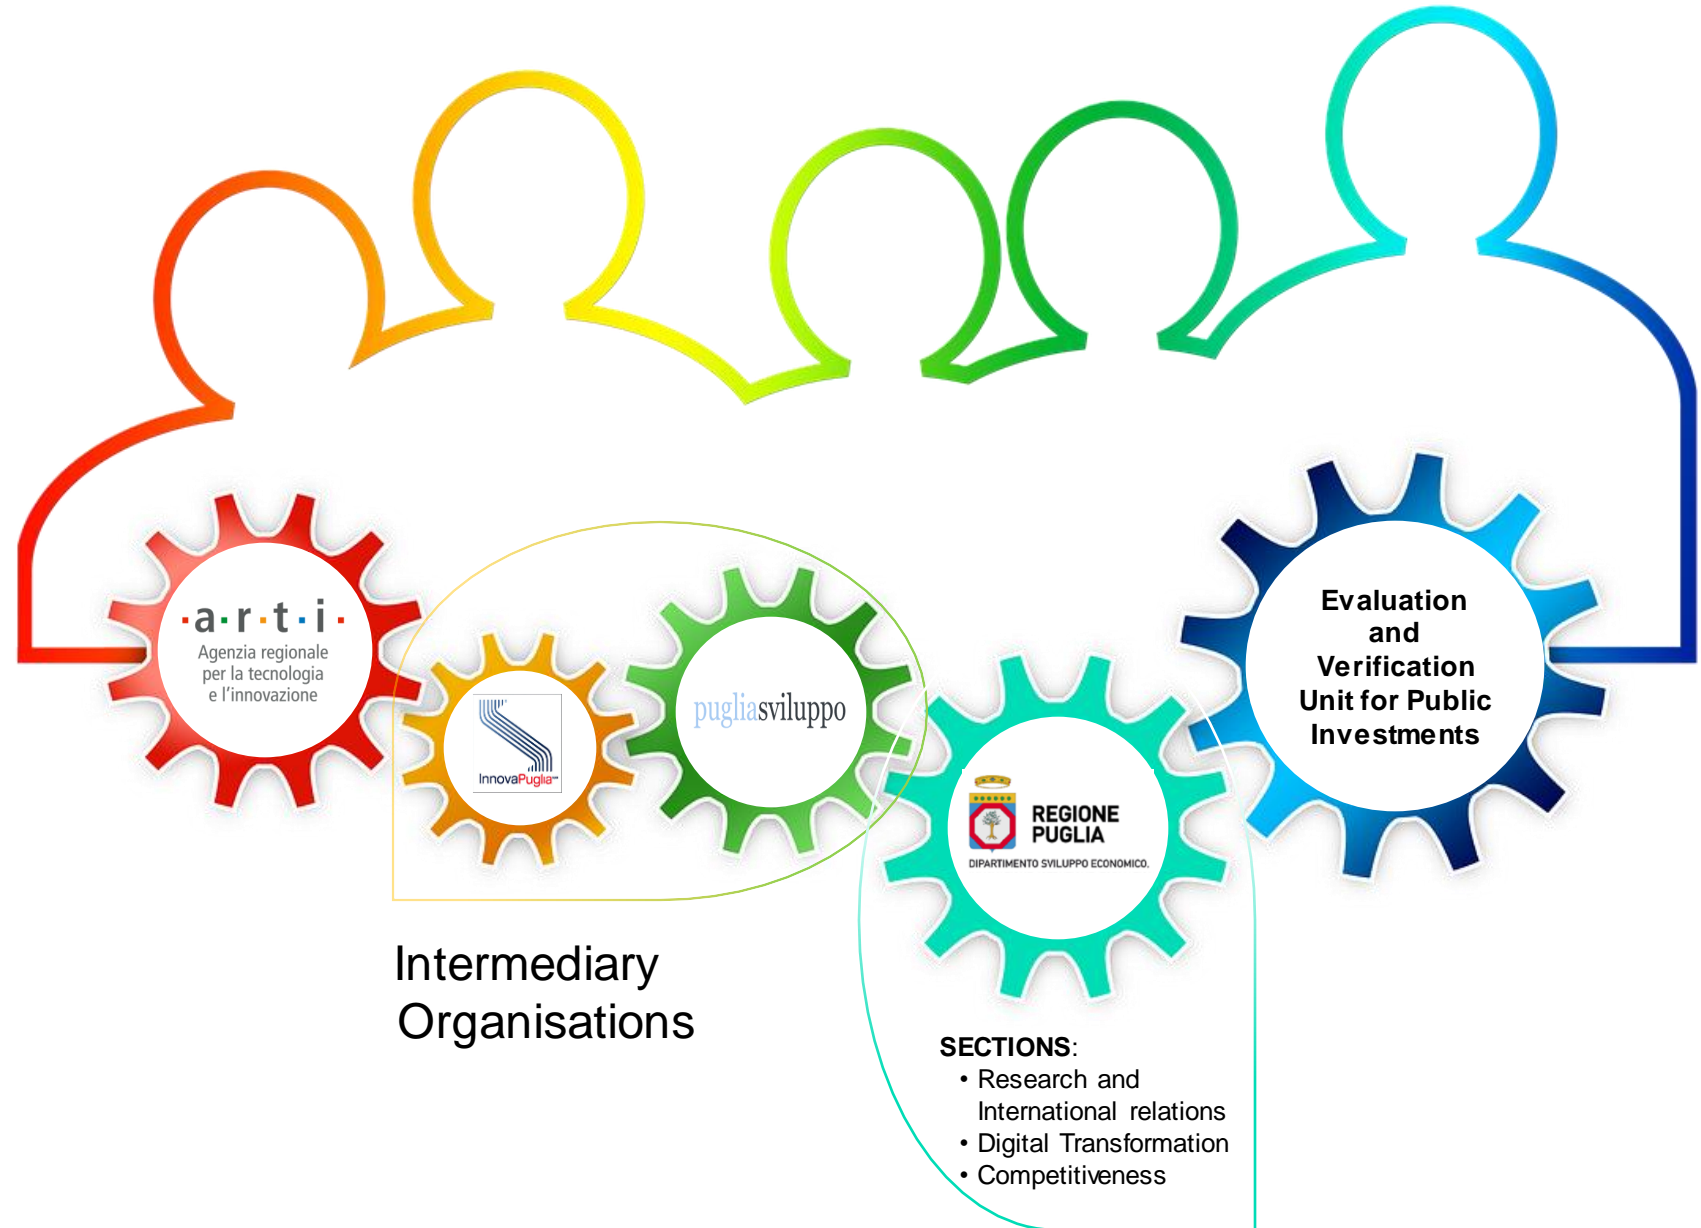 ·a·r·t·i·
Agenzia regionale
per la tecnologia
e l'innovazione
InnovaPuglia
pugliasviluppo
REGIONE
PUGLIA
DIPARTIMENTO SVILUPPO ECONOMICO.
Evaluation
and
Verification
Unit for Public
Investments
Intermediary
Organisations
SECTIONS:
• Research and
International relations
• Digital Transformation
• Competitiveness